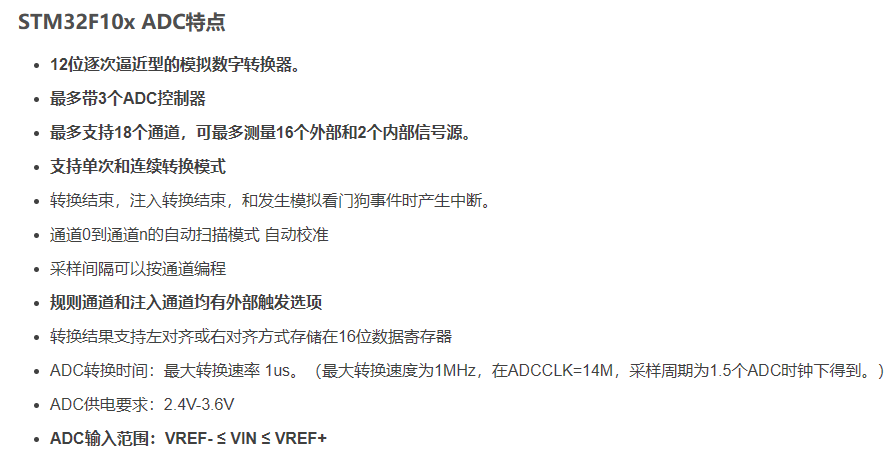 STM32F10x ADC特点
12位逐次逼近型的模拟数字转换器。
最多带3个ADC控制器
最多支持18个通道，可最多测量16个外部和2个内部信号源。
支持单次和连续转换模式
转换结束，注入转换结束，和发生模拟看门狗事件时产生中断。
通道0到通道n的自动扫描模式 自动校准
采样间隔可以按通道编程
规则通道和注入通道均有外部触发选项
转换结果支持左对齐或右对齐方式存储在16位数据寄存器
ADC转换时间：最大转换速率 1us。（最大转换速度为1MHz，在ADCCLK=14M，采样周期为1.5个ADC时钟下得到。）
ADC供电要求：2.4V-3.6V
ADC输入范围：VREF- ≤ VIN ≤ VREF+